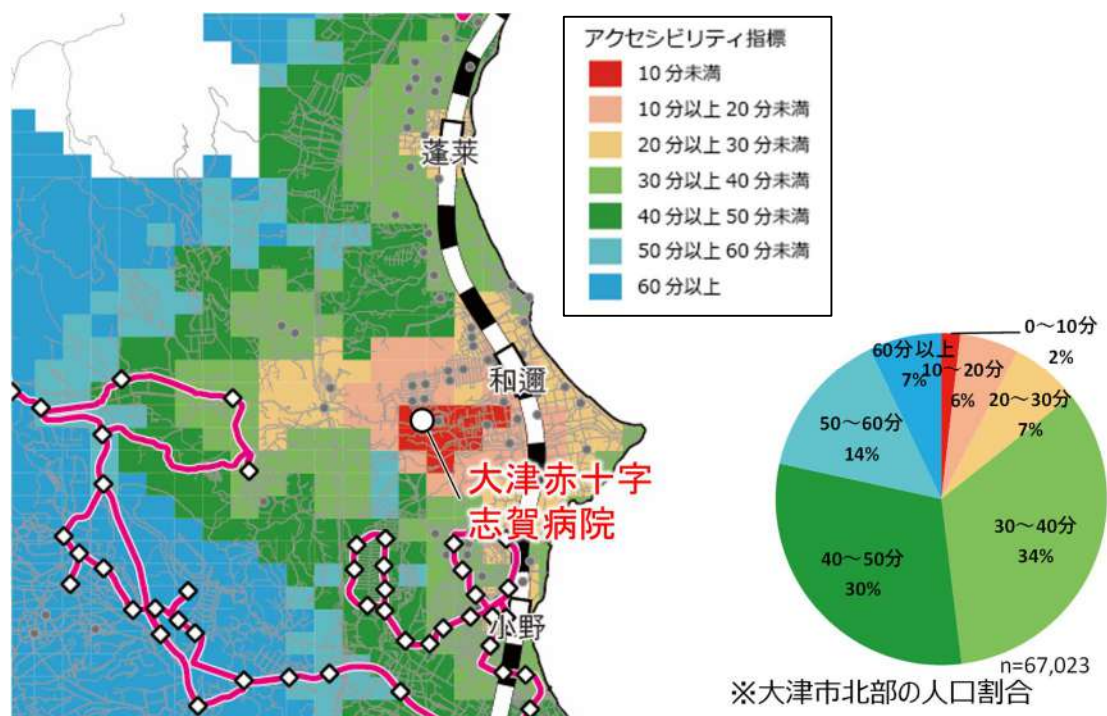 アクセシビリティ指標
10分未満
10分以上20分未満
20分以上30分未満
30分以上40分未満
40分以上50分未満
50分以上60分未満
60分以上
蓬莱
和邇
大津赤十字
志賀病院
小野
0〜10分
2%
10〜20分
6%
20〜30分
7%
30〜40分
34%
40〜50分
30%
50〜60分
14%
60分以上
7%
n=67,023
※大津市北部の人口割合